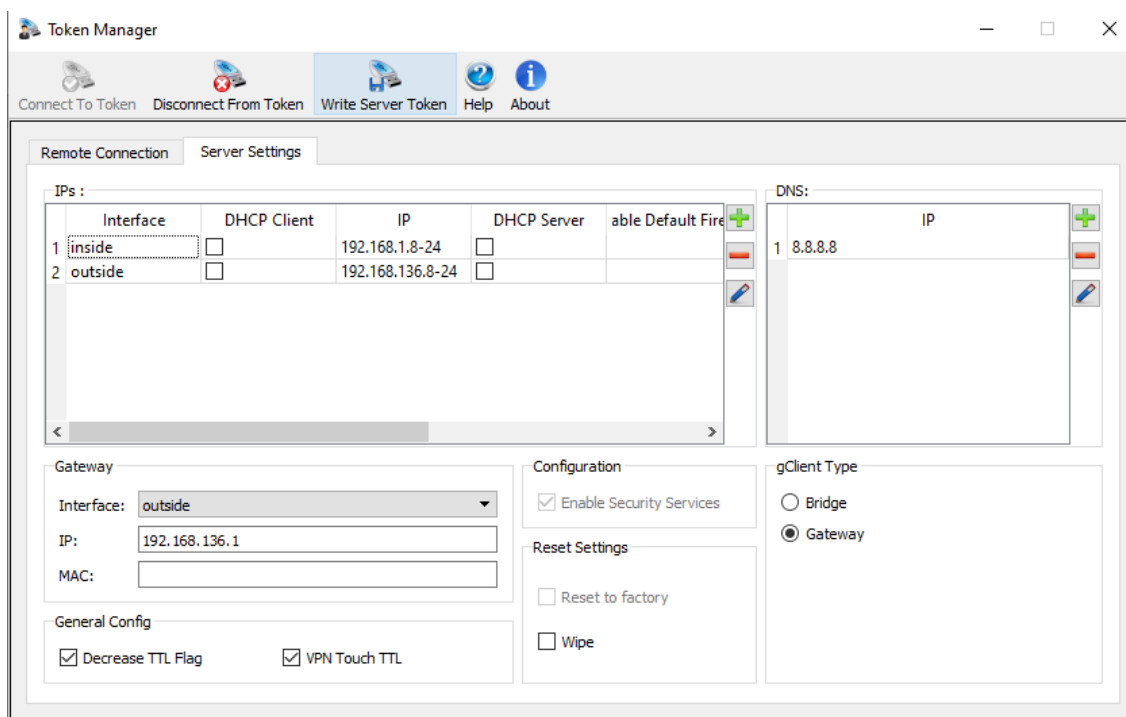 Token Manager
Connect To Token Disconnect From Token Write Server Token Help About
Remote Connection Server Settings
IPs :
Interface DHCP Client IP DHCP Server able Default Fire
1 inside 192.168.1.8-24
2 outside 192.168.136.8-24
DNS:
IP
1 8.8.8.8
Gateway
Interface: outside
IP: 192.168.136.1
MAC:
General Config
Decrease TTL Flag VPN Touch TTL
Configuration
Enable Security Services
Reset Settings
Reset to factory
Wipe
gClient Type
Bridge
Gateway